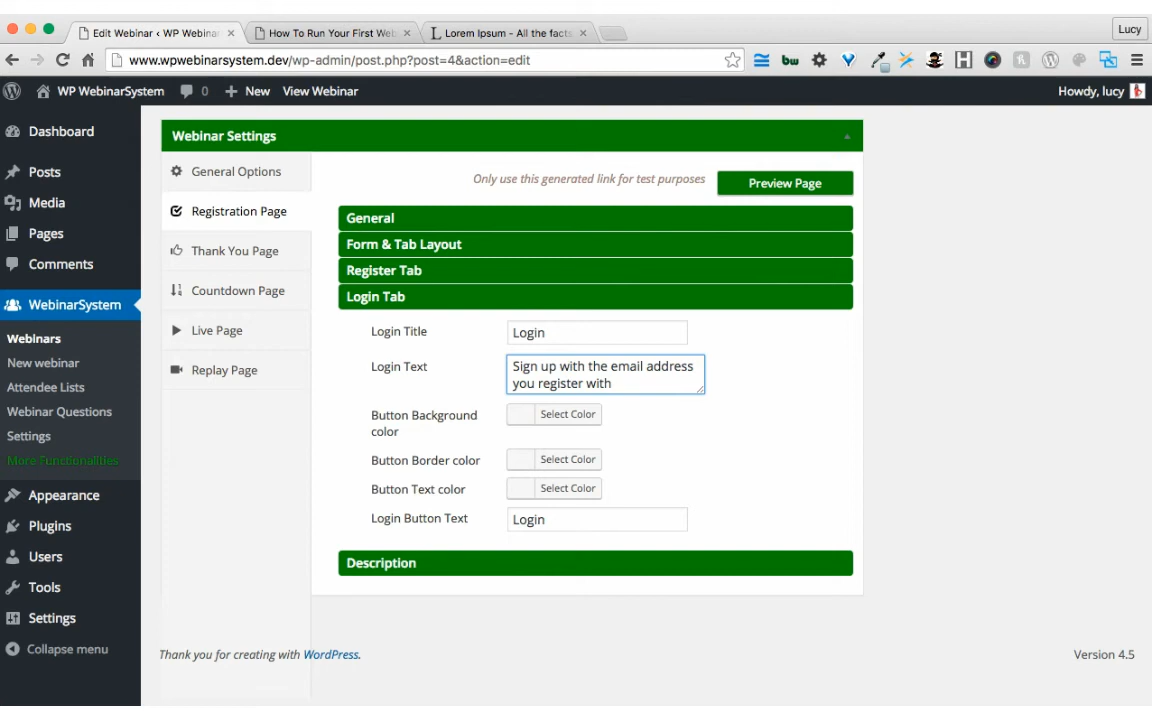 Edit Webinar ‹ WP Webina
How To Run Your First Web
Lorem Ipsum - All the facts
Lucy
www.wpwebinarsystem.dev/wp-admin/post.php?post=4&action=edit
bw
WP WebinarSystem
0
New
View Webinar
Howdy, lucy
Dashboard
Posts
Media
Pages
Comments
WebinarSystem
Webinars
New webinar
Attendee Lists
Webinar Questions
Settings
More Functionalities
Appearance
Plugins
Users
Tools
Settings
Collapse menu
Webinar Settings
General Options
Registration Page
Thank You Page
Countdown Page
Live Page
Replay Page
Only use this generated link for test purposes
Preview Page
General
Form & Tab Layout
Register Tab
Login Tab
Login Title
Login
Login Text
Sign up with the email address
you register with
Button Background
color
Select Color
Button Border color
Select Color
Button Text color
Select Color
Login Button Text
Login
Description
Thank you for creating with WordPress.
Version 4.5